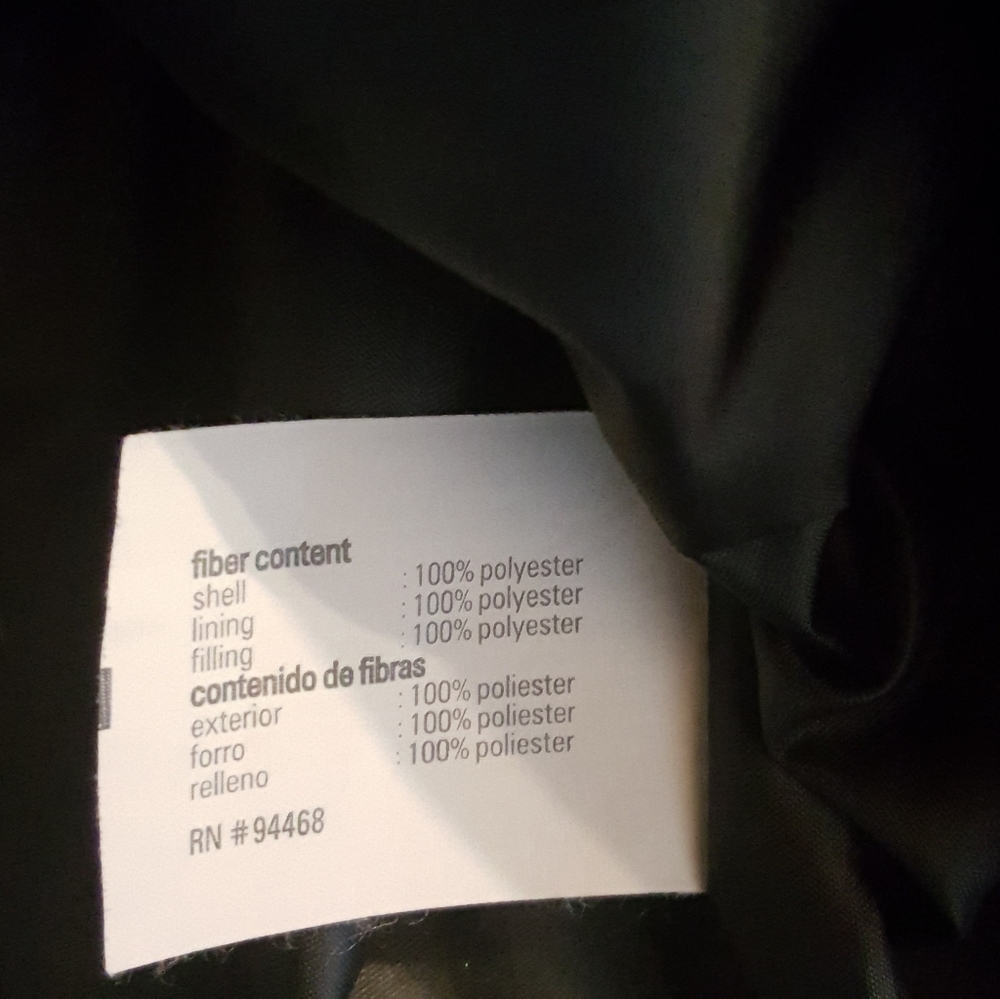 fiber content
shell : 100% polyester
lining : 100% polyester
filling : 100% polyester
contenido de fibras
exterior : 100% poliester
forro : 100% poliester
relleno : 100% poliester
RN # 94468